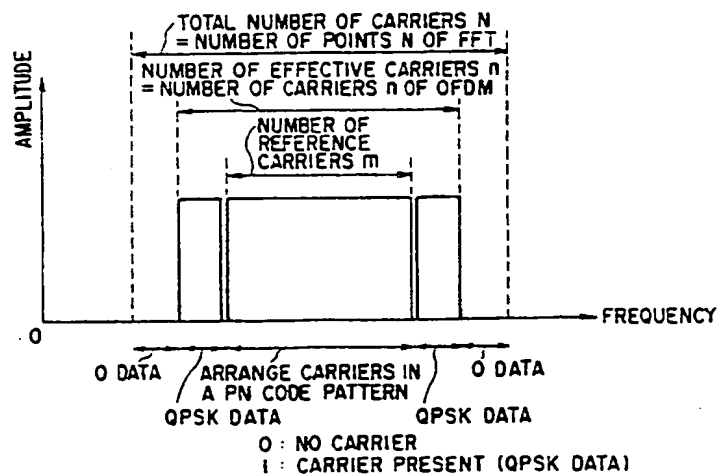 TOTAL NUMBER OF CARRIERS N
= NUMBER OF POINTS N OF FFT
NUMBER OF EFFECTIVE CARRIERS n
= NUMBER OF CARRIERS n OF OFDM
AMPLITUDE
NUMBER OF
REFERENCE
CARRIERS m
0
FREQUENCY
0 DATA
ARRANGE CARRIERS IN
A PN CODE PATTERN
0 DATA
QPSK DATA
QPSK DATA
0 : NO CARRIER
1 : CARRIER PRESENT (QPSK DATA)